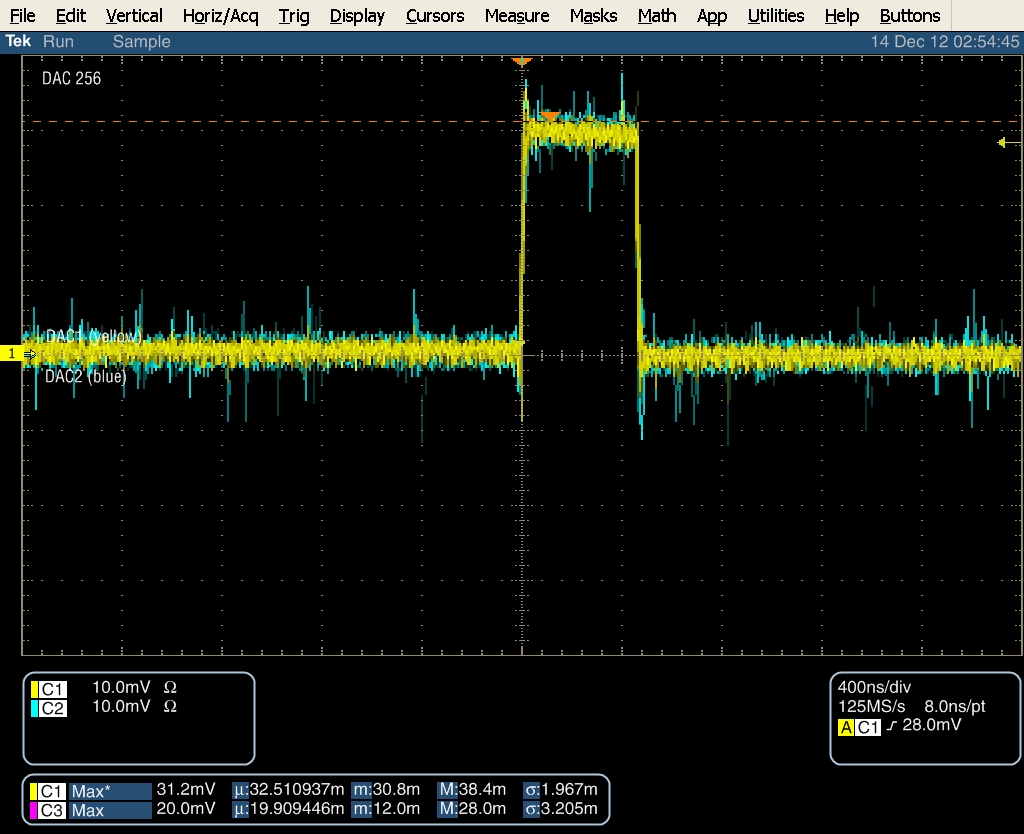 File Edit Vertical Horiz/Acq Trig Display Cursors Measure Masks Math App Utilities Help Buttons
Tek Run Sample 14 Dec 12 02:54:45
DAC 256
DAC1 (yellow)
1
DAC2 (blue)
C1 10.0mV Ω
C2 10.0mV Ω
400ns/div
125MS/s 8.0ns/pt
A C1 28.0mV
C1 Max* 31.2mV µ:32.510937m m:30.8m M:38.4m σ:1.967m
C3 Max 20.0mV µ:19.909446m m:12.0m M:28.0m σ:3.205m